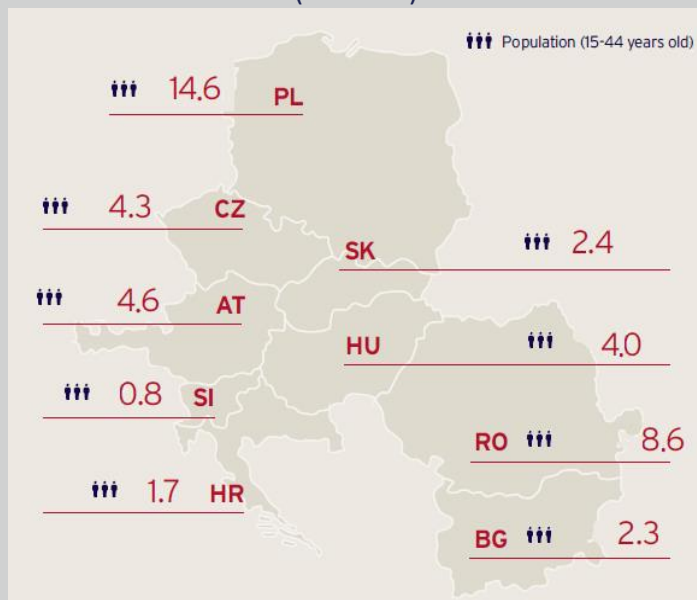 Population (15-44 years old)
14.6 PL
4.3 CZ
SK 2.4
4.6 AT
HU 4.0
0.8 SI
RO 8.6
1.7 HR
BG 2.3